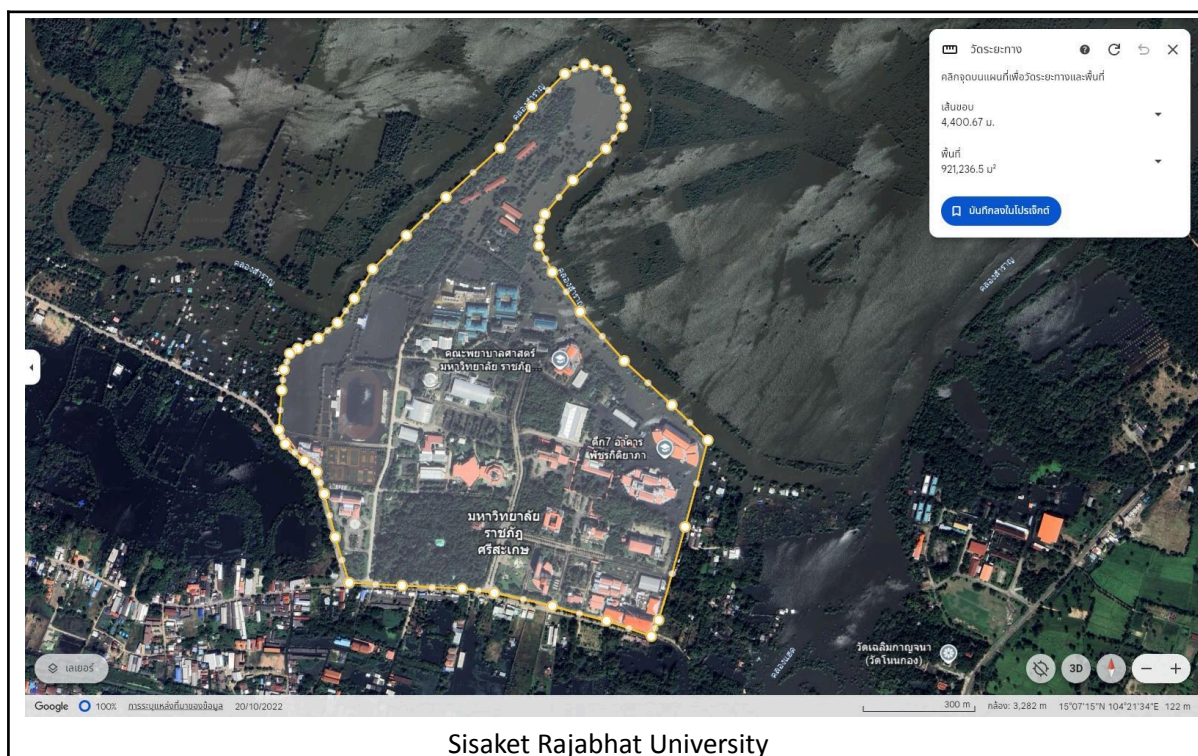 วัดระยะทาง
คลิกจุดบนแผนที่เพื่อวัดระยะทางและพื้นที่
เส้นขอบ
4,400.67 ม.
พื้นที่
921,236.5 ม²
บันทึกลงในโปรเจ็กต์
คลองสำราญ
คลองสำราญ
คลองสำราญ
คลองสำราญ
คณะพยาบาลศาสตร์
มหาวิทยาลัย ราชภัฏ...
ตึก7 อาคาร
พัชรกิติยาภา
มหาวิทยาลัย
ราชภัฏ
ศรีสะเกษ
วัดเฉลิมกาญจนา
(วัดโนนกอง)
เลเยอร์
3D
Google 100% การระบุแหล่งที่มาของข้อมูล 20/10/2022 300 m กล้อง: 3,282 m 15°07'15"N 104°21'34"E 122 m
Sisaket Rajabhat University